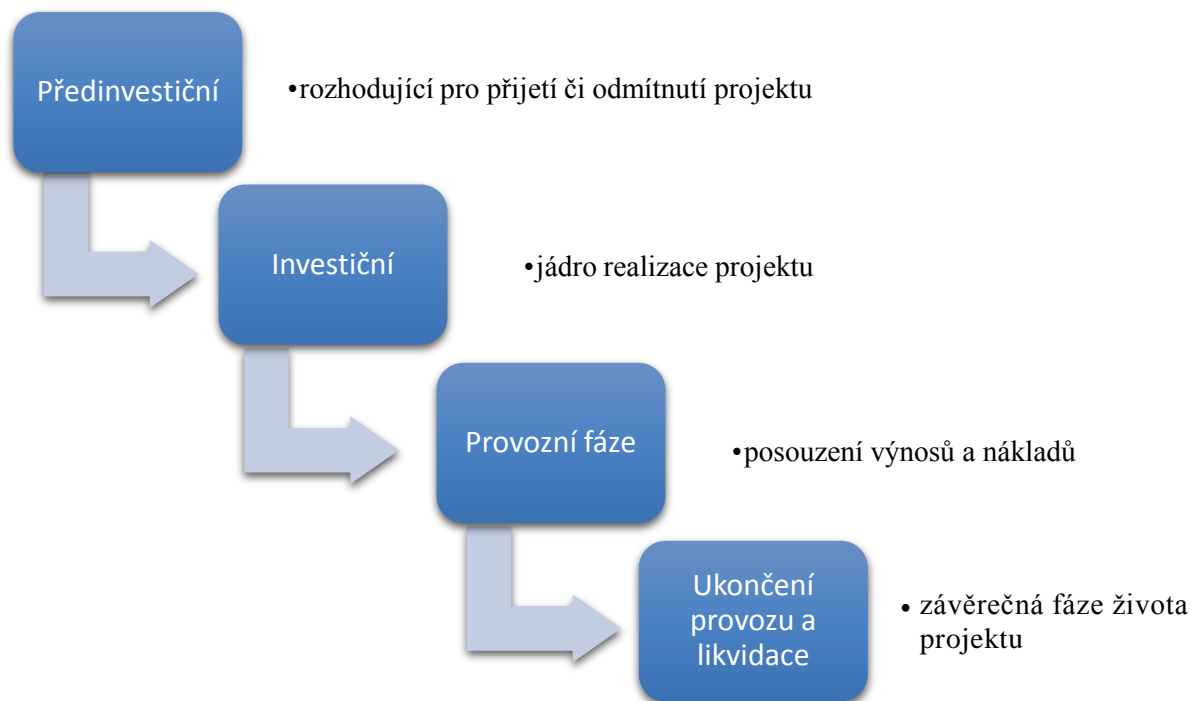 Předinvestiční
•rozhodující pro přijetí či odmítnutí projektu
Investiční
•jádro realizace projektu
Provozní fáze
•posouzení výnosů a nákladů
Ukončení
provozu a
likvidace
• závěrečná fáze života
projektu